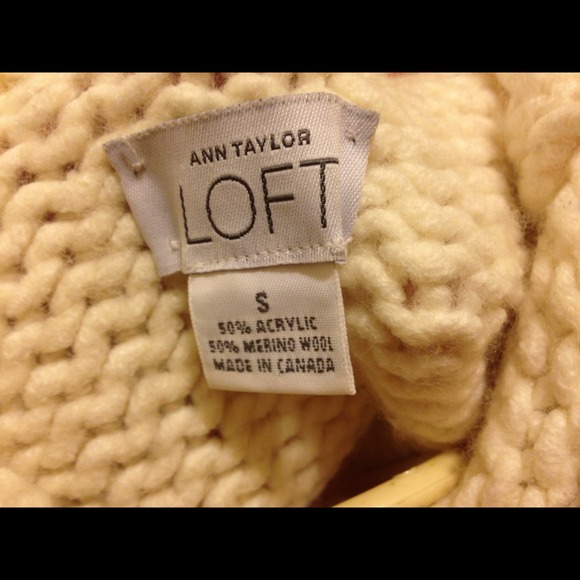 ANN TAYLOR
LOFT
S
50% ACRYLIC
50% MERINO WOOL
MADE IN CANADA